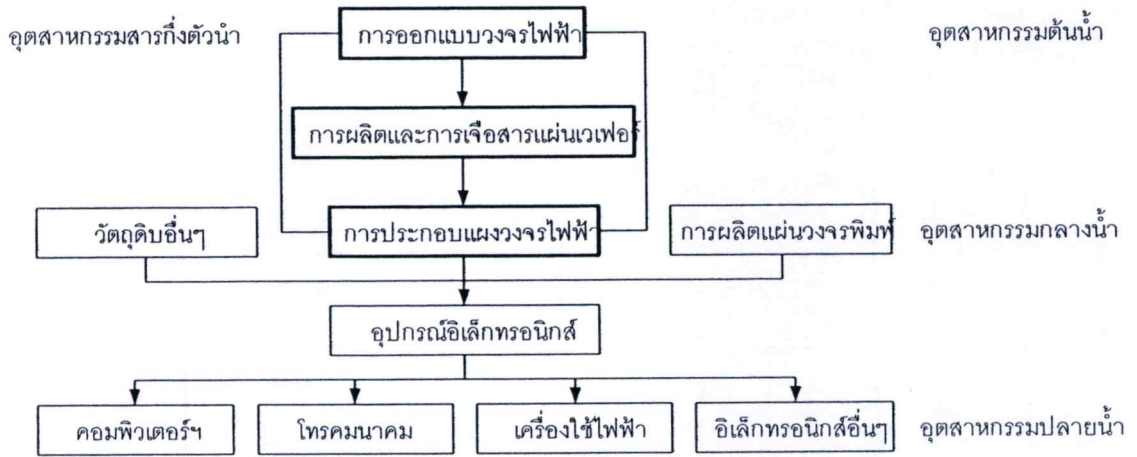 อุตสาหกรรมสารกึ่งตัวนำ
การออกแบบวงจรไฟฟ้า
อุตสาหกรรมต้นน้ำ
การผลิตและการเจือสารแผ่นเวเฟอร์
วัตถุดิบอื่นๆ
การประกอบแผงวงจรไฟฟ้า
การผลิตแผ่นวงจรพิมพ์
อุตสาหกรรมกลางน้ำ
อุปกรณ์อิเล็กทรอนิกส์
คอมพิวเตอร์ฯ
โทรคมนาคม
เครื่องใช้ไฟฟ้า
อิเล็กทรอนิกส์อื่นๆ
อุตสาหกรรมปลายน้ำ